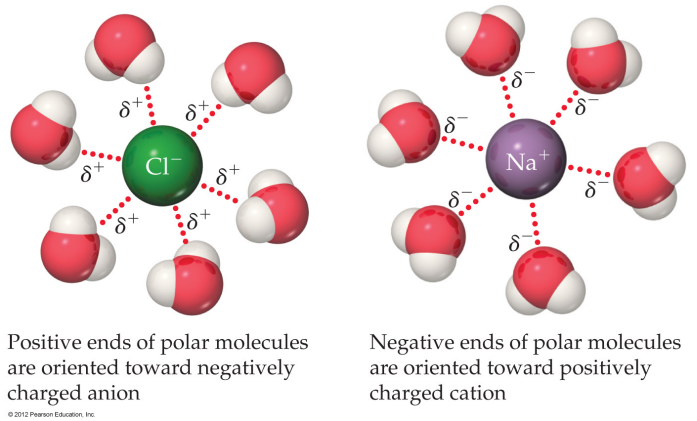 δ⁺
δ⁺
δ⁺
Cl⁻
δ⁺
δ⁺
δ⁺
Positive ends of polar molecules
are oriented toward negatively
charged anion
© 2012 Pearson Education, Inc.
δ⁻
δ⁻
δ⁻
Na⁺
δ⁻
δ⁻
δ⁻
Negative ends of polar molecules
are oriented toward positively
charged cation